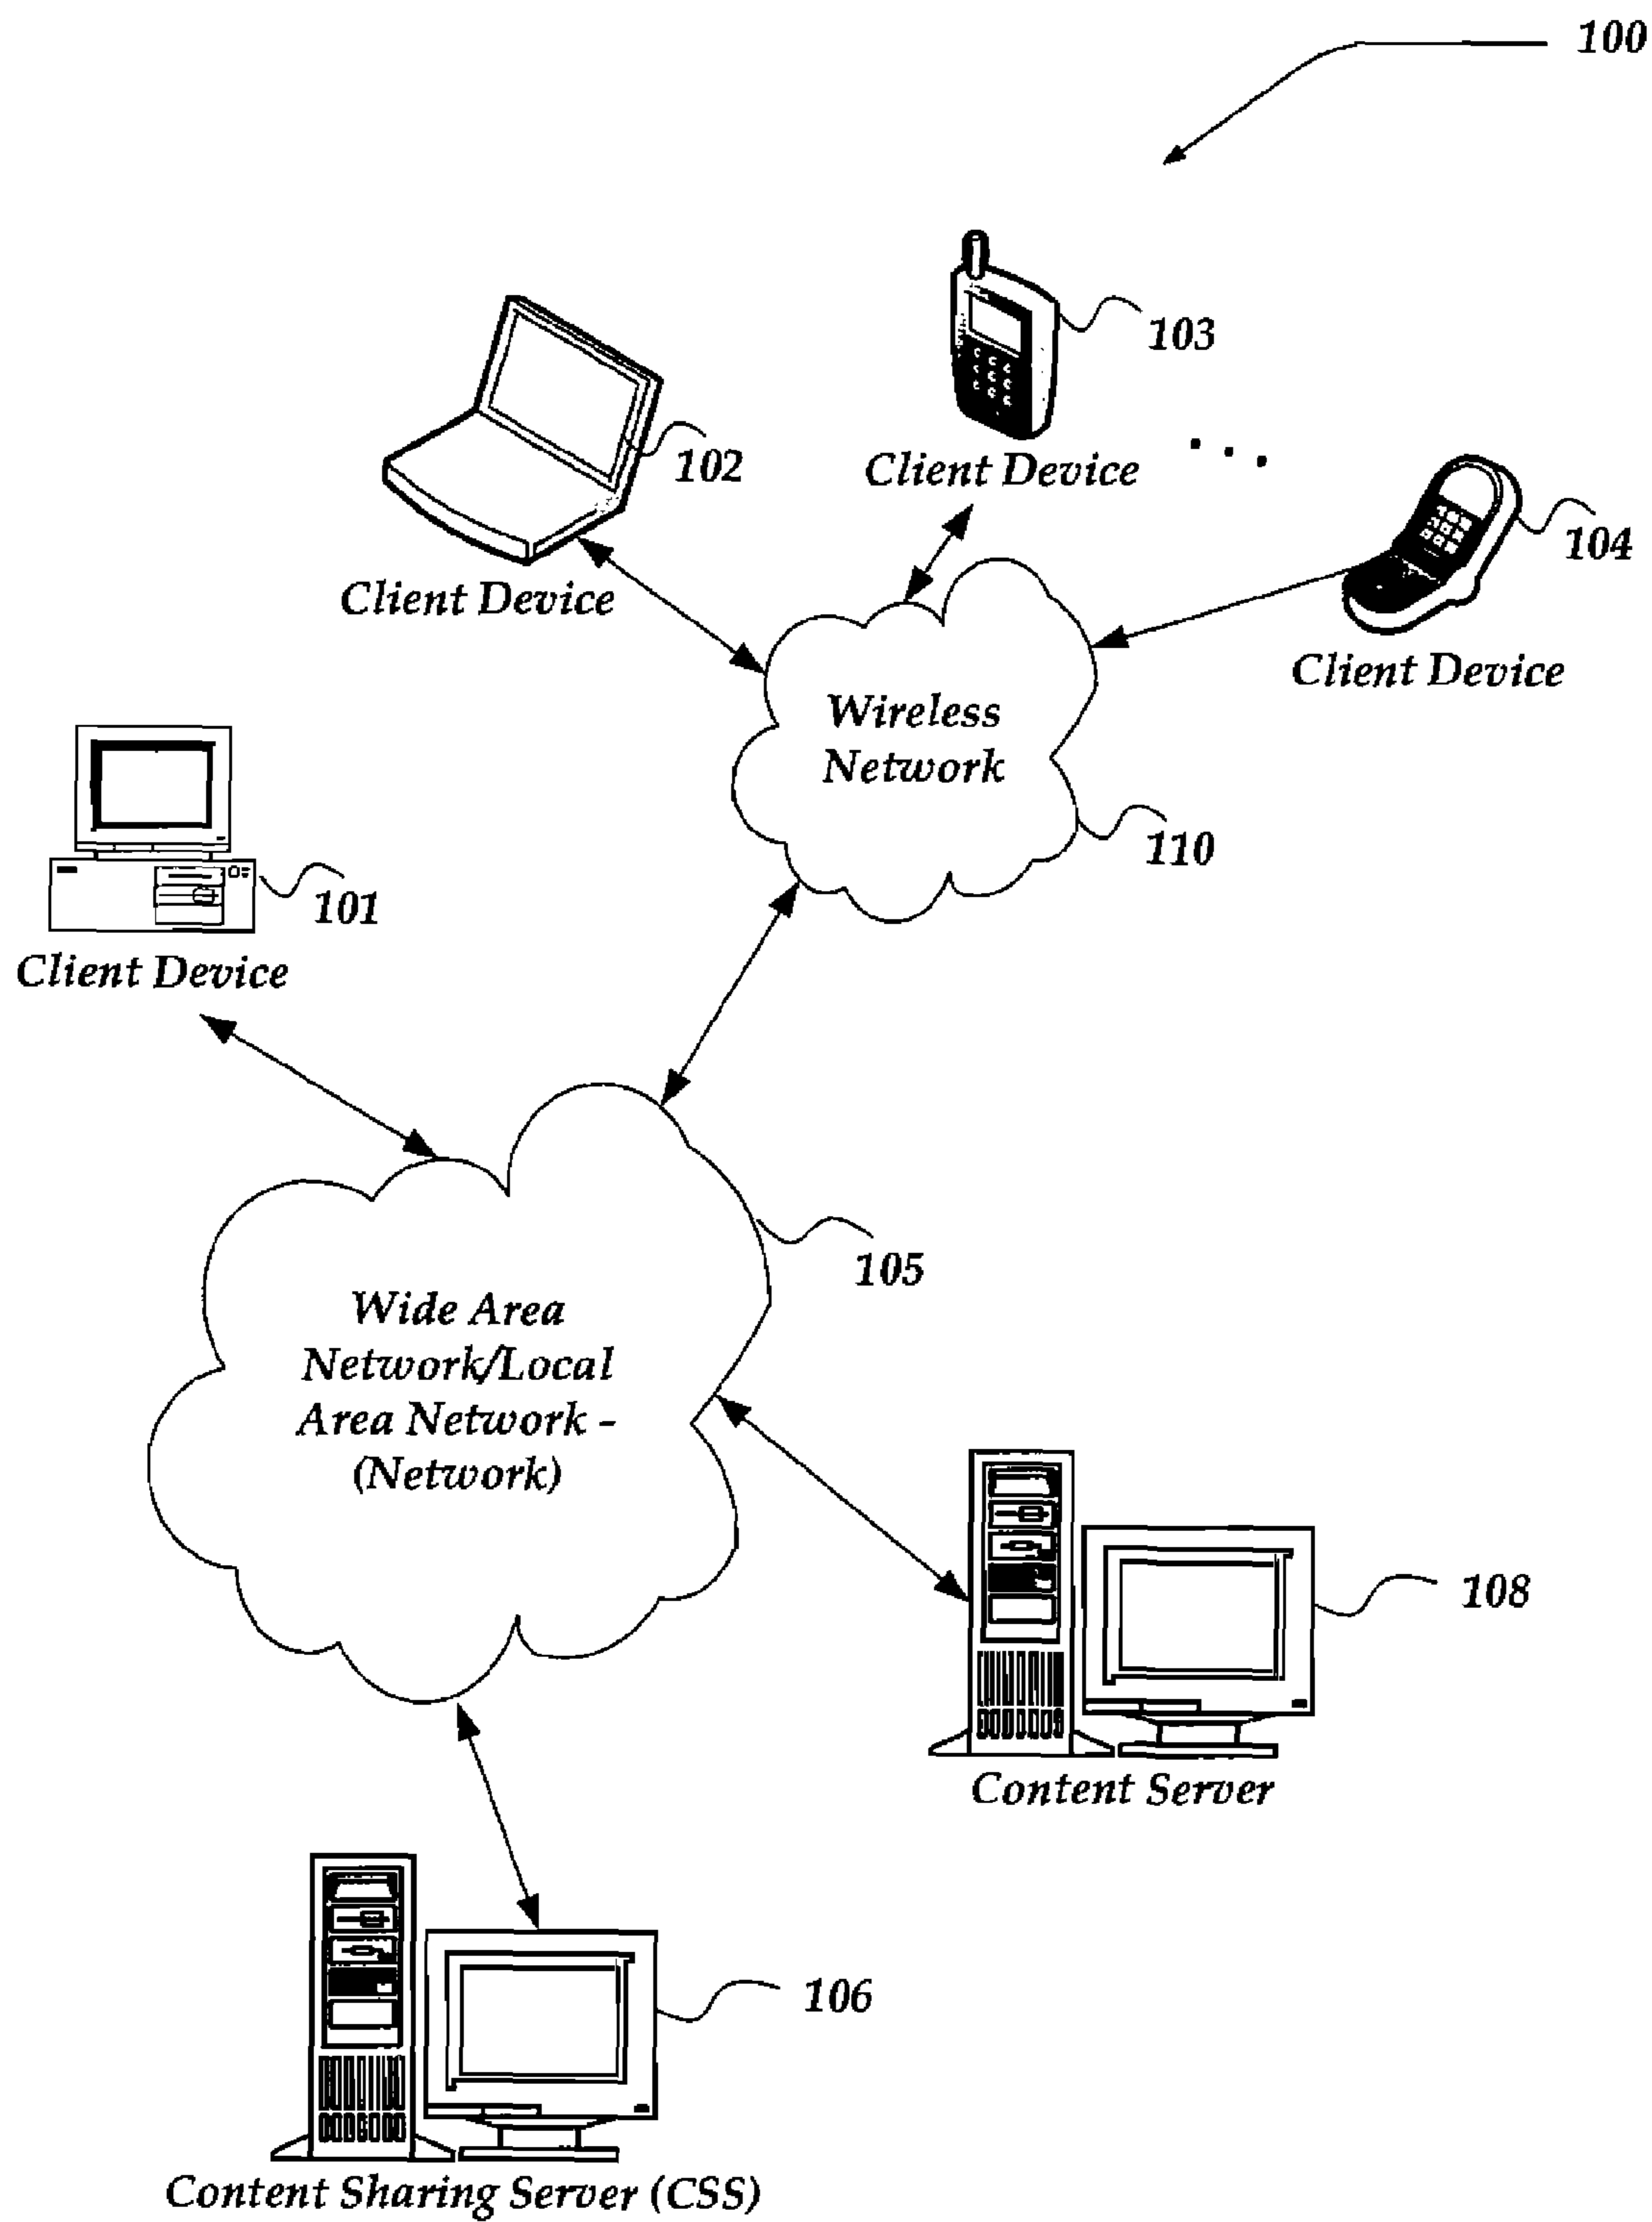 100
103
Client Device
. . .
102
Client Device
104
Client Device
Wireless
Network
110
101
Client Device
105
Wide Area
Network/Local
Area Network -
(Network)
108
Content Server
106
Content Sharing Server (CSS)